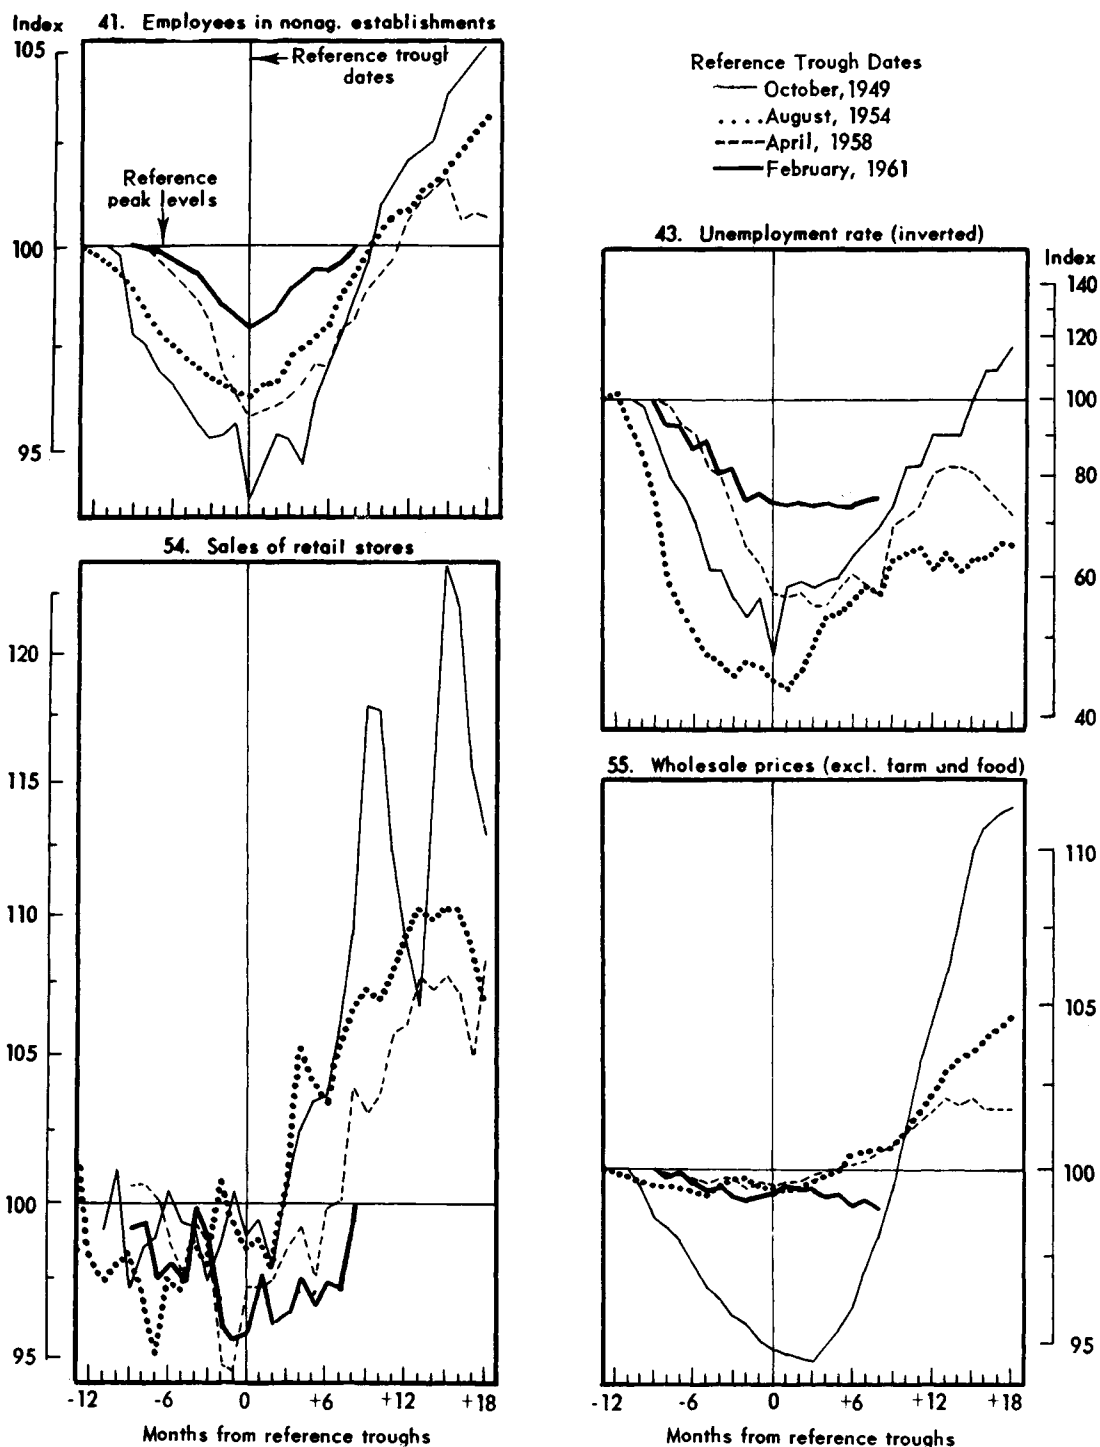 Index
41. Employees in nonag. establishments
105
100
95
Reference trough
dates
Reference
peak levels
Reference Trough Dates
October, 1949
August, 1954
April, 1958
February, 1961
43. Unemployment rate (inverted)
Index
140
120
100
80
60
40
54. Sales of retail stores
120
115
110
105
100
95
-12 -6 0 +6 +12 +18
Months from reference troughs
55. Wholesale prices (excl. farm and food)
110
105
100
95
-12 -6 0 +6 +12 +18
Months from reference troughs